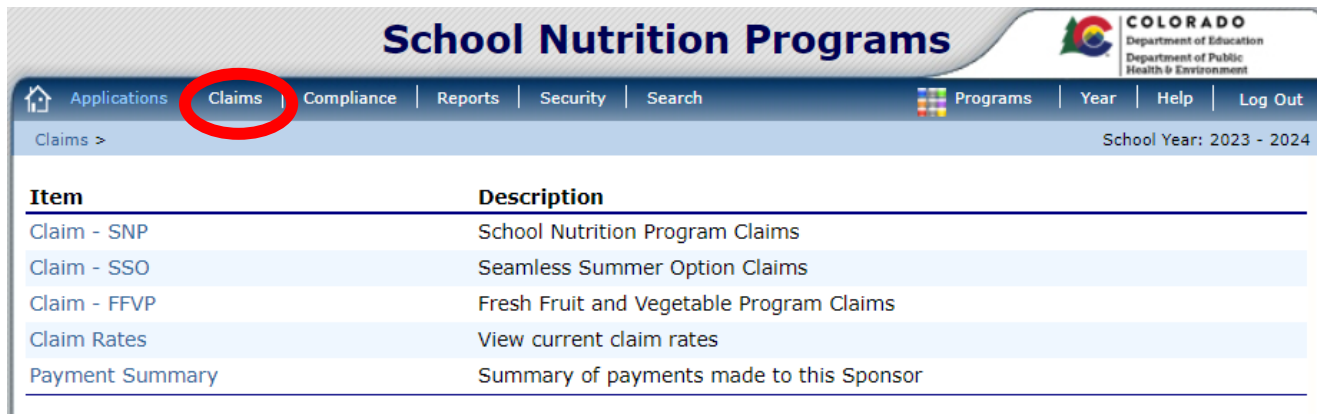 School Nutrition Programs
COLORADO
Department of Education
Department of Public
Health & Environment
Applications Claims | Compliance | Reports | Security | Search Programs | Year | Help | Log Out
Claims > School Year: 2023 - 2024
Item Description
Claim - SNP School Nutrition Program Claims
Claim - SSO Seamless Summer Option Claims
Claim - FFVP Fresh Fruit and Vegetable Program Claims
Claim Rates View current claim rates
Payment Summary Summary of payments made to this Sponsor